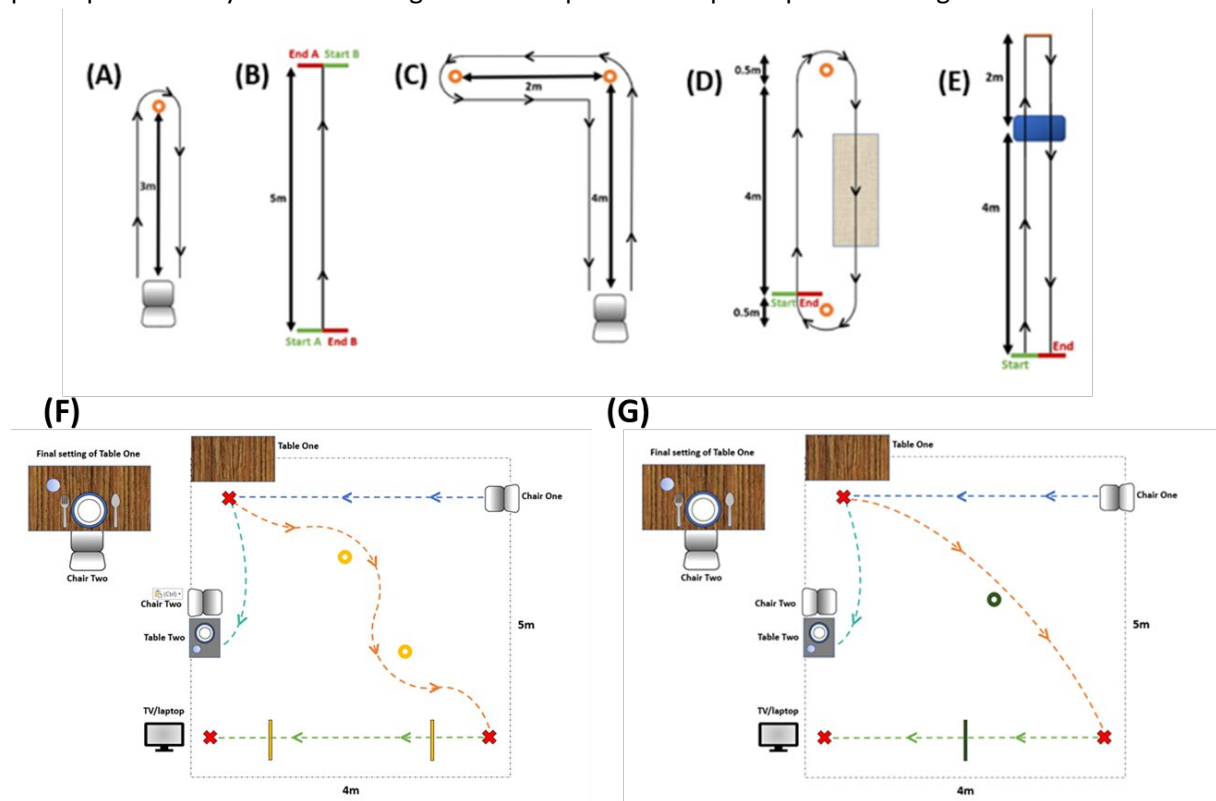 (A)
3m
(B)
End A Start B
5m
Start A End B
(C)
2m
4m
(D)
0.5m
4m
Start End
0.5m
(E)
2m
4m
End
Start
(F)
Final setting of Table One
Table One
Chair One
Chair Two
(Ctrl)
Chair Two
Table Two
5m
TV/laptop
4m
(G)
Final setting of Table One
Table One
Chair One
Chair Two
Chair Two
Table Two
5m
TV/laptop
4m